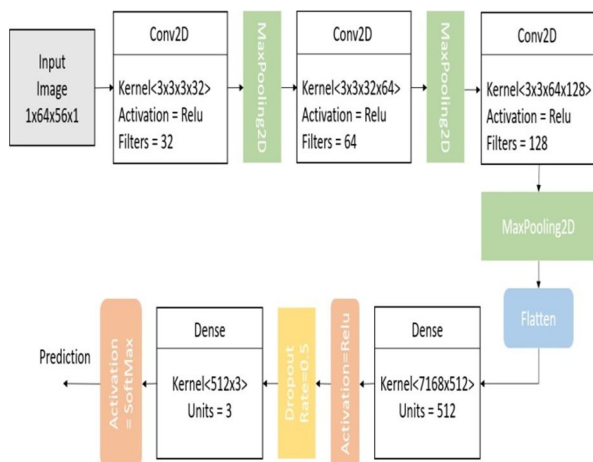 Input
Image
1x64x56x1
Conv2D
Kernel<3x3x3x32>
Activation = Relu
Filters = 32
MaxPooling2D
Conv2D
Kernel<3x3x32x64>
Activation = Relu
Filters = 64
MaxPooling2D
Conv2D
Kernel<3x3x64x128>
Activation = Relu
Filters = 128
MaxPooling2D
Flatten
Dense
Kernel<7168x512>
Units = 512
Activation=Relu
Dropout
Rate=0.5
Dense
Kernel<512x3>
Units = 3
Activation
= SoftMax
Prediction